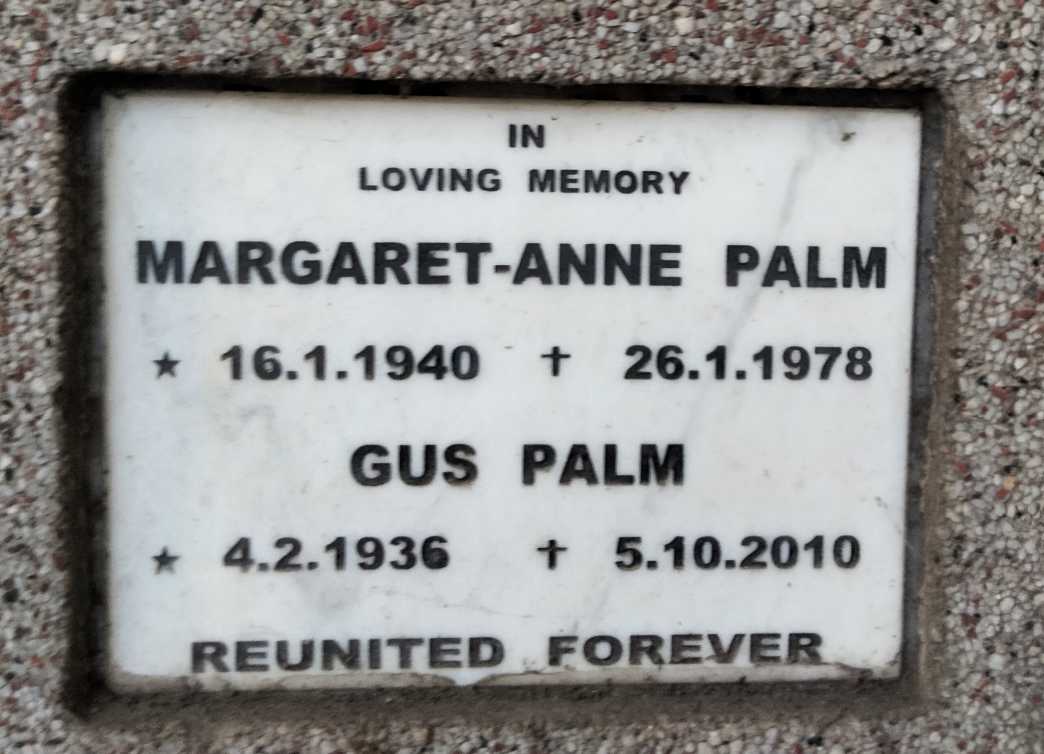 IN
LOVING MEMORY
MARGARET-ANNE PALM
★ 16.1.1940 ✝ 26.1.1978
GUS PALM
★ 4.2.1936 ✝ 5.10.2010
REUNITED FOREVER